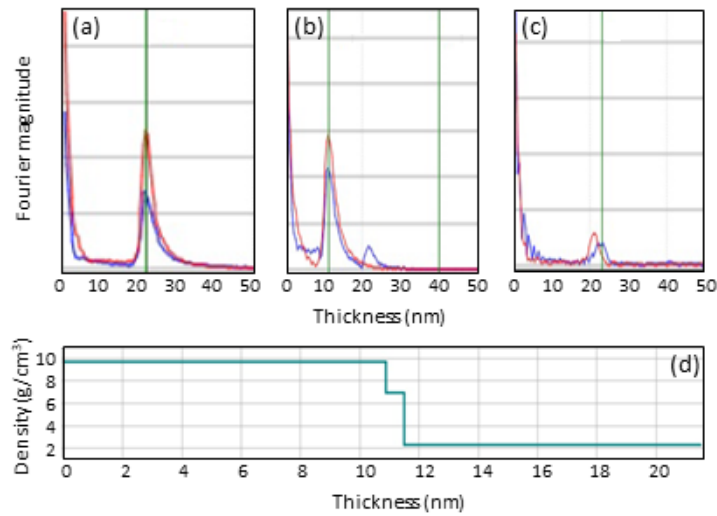 (a) (b) (c)
Fourier magnitude
0 10 20 30 40 50 0 10 20 30 40 50 0 10 20 30 40 50
Thickness (nm)
(d)
Density (g/cm³)
10
8
6
4
2
0 2 4 6 8 10 12 14 16 18 20
Thickness (nm)